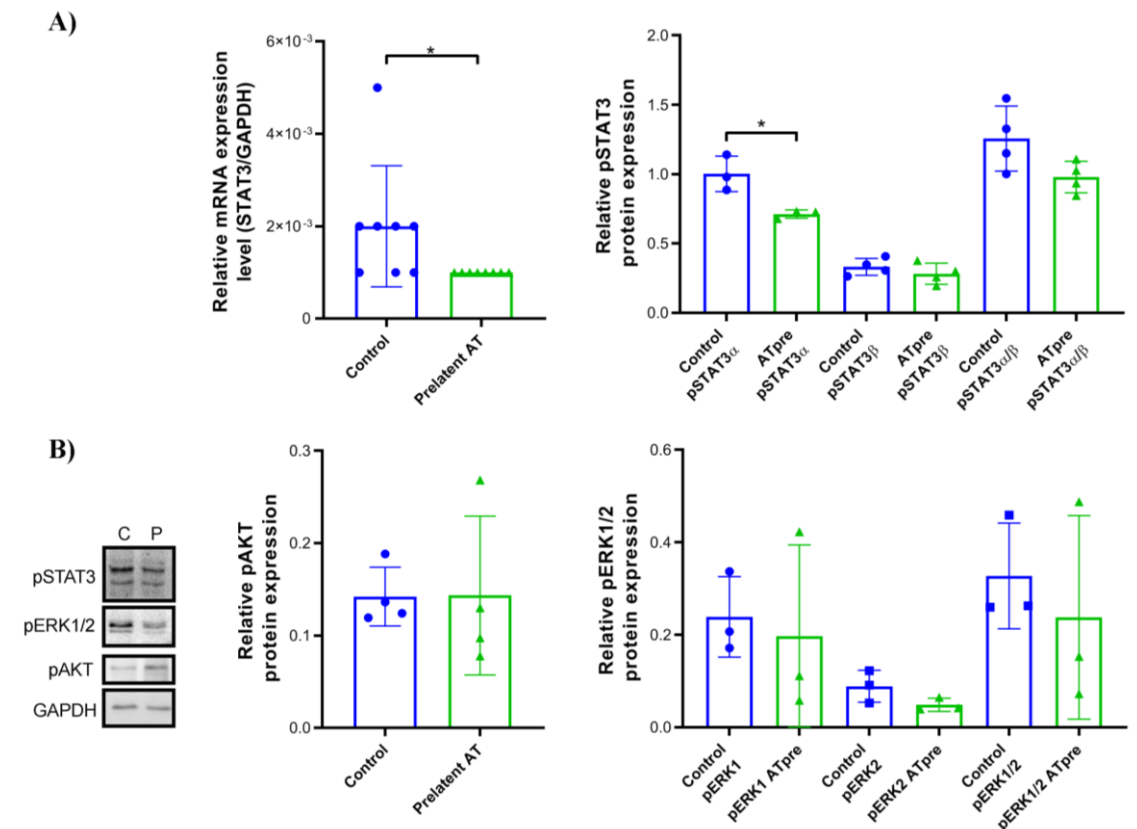 A)
Relative mRNA expression
level (STAT3/GAPDH)
6×10⁻³
4×10⁻³
2×10⁻³
0
*
Control
Prelatent AT
Relative pSTAT3
protein expression
2.0
1.5
1.0
0.5
0.0
*
Control
pSTAT3α
ATpre
pSTAT3α
Control
pSTAT3β
ATpre
pSTAT3β
Control
pSTAT3α/β
ATpre
pSTAT3α/β
B)
C P
pSTAT3
pERK1/2
pAKT
GAPDH
Relative pAKT
protein expression
0.3
0.2
0.1
0.0
Control
Prelatent AT
Relative pERK1/2
protein expression
0.6
0.4
0.2
0.0
Control
pERK1
pERK1 ATpre
Control
pERK2
pERK2 ATpre
Control
pERK1/2
pERK1/2 ATpre